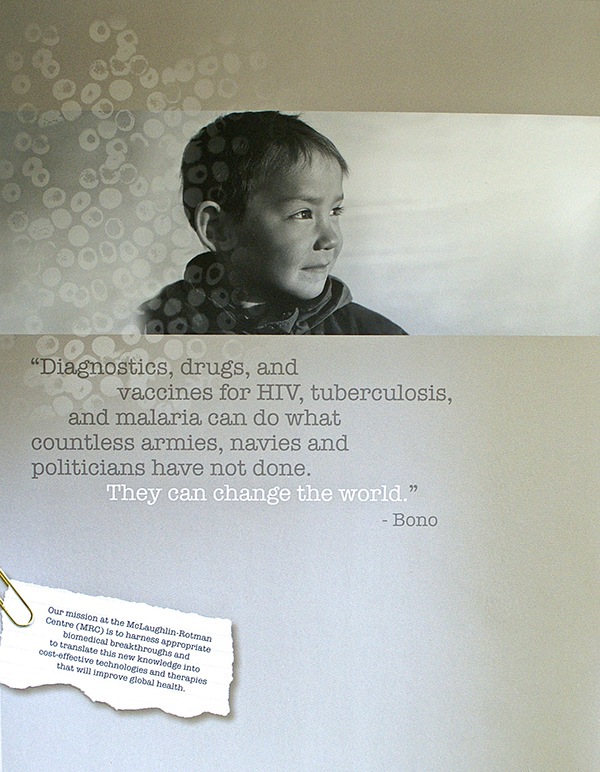 “Diagnostics, drugs, and
vaccines for HIV, tuberculosis,
and malaria can do what
countless armies, navies and
politicians have not done.
They can change the world.”
- Bono
Our mission at the McLaughlin-Rotman
Centre (MRC) is to harness appropriate
biomedical breakthroughs and
to translate this new knowledge into
cost-effective technologies and therapies
that will improve global health.